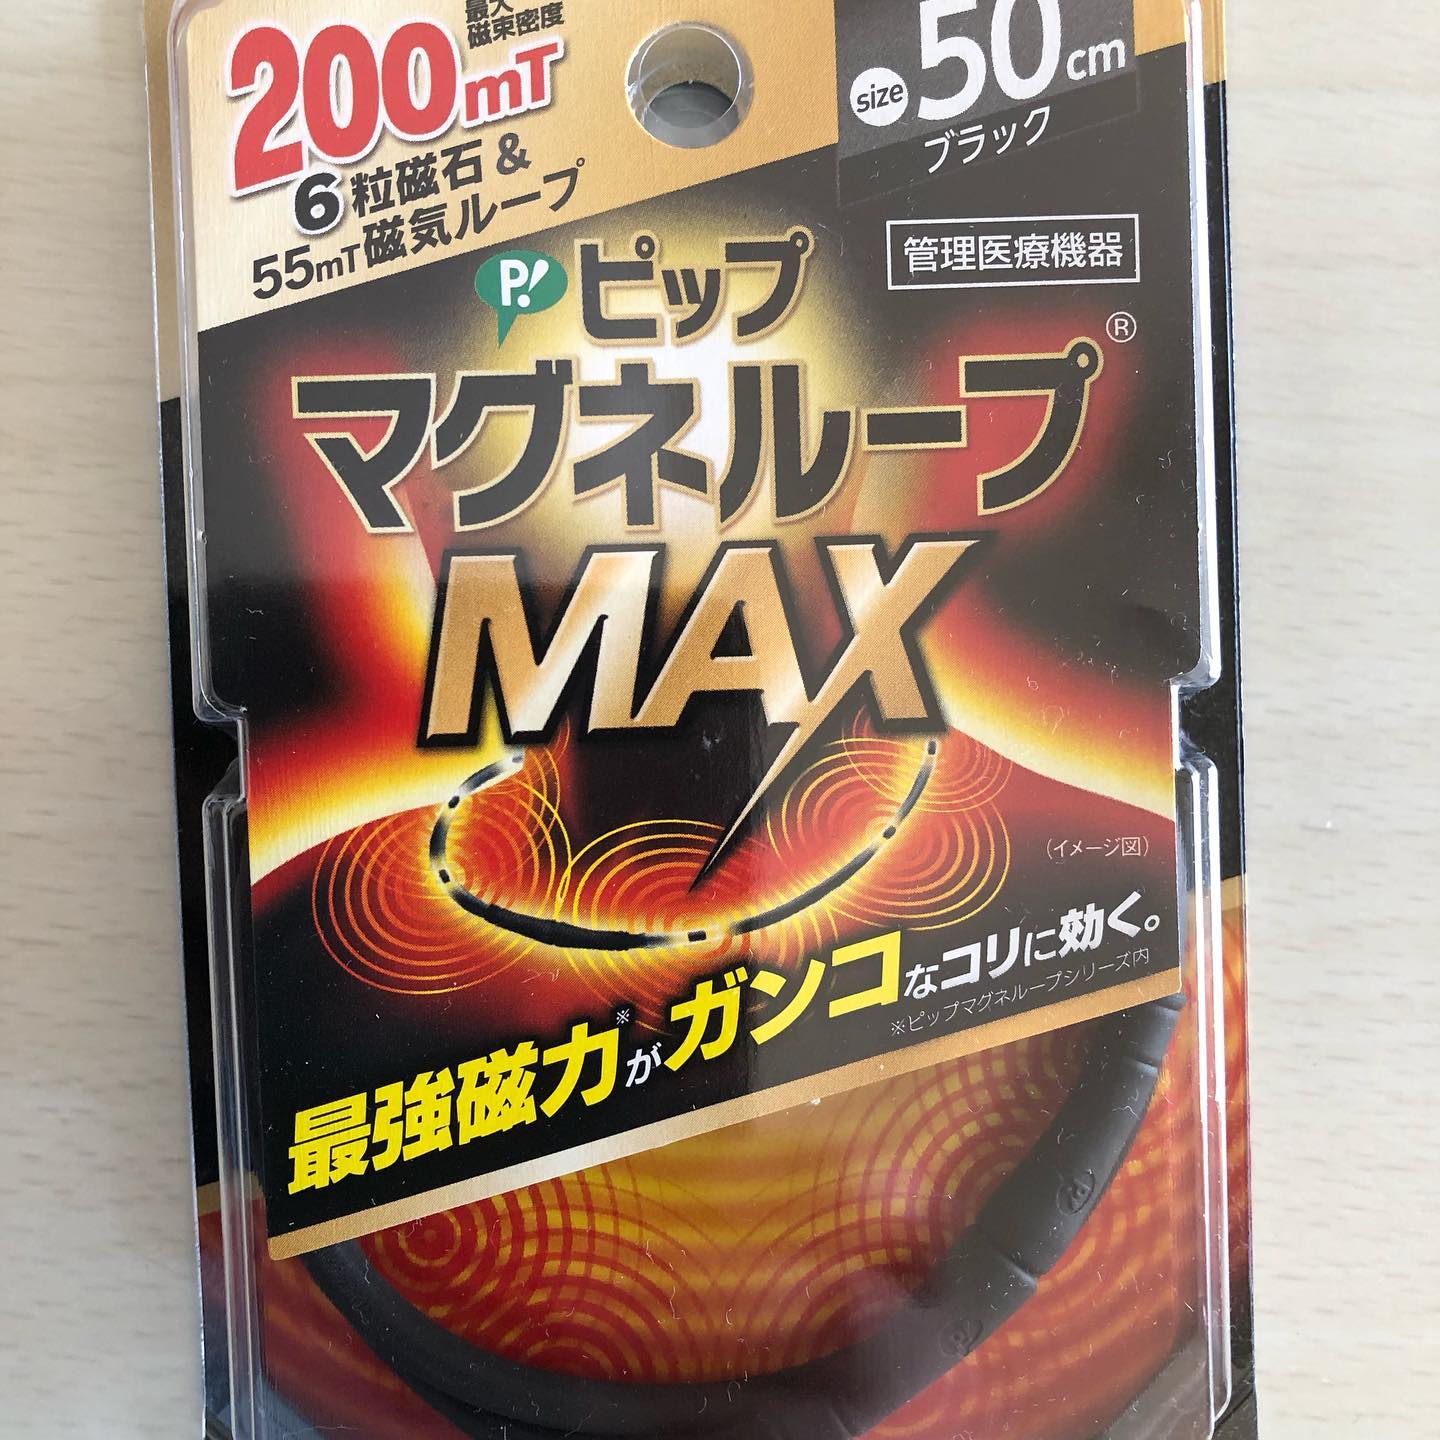 最大
磁束密度
200mT
6粒磁石&
55mT磁気ループ
size 50cm
ブラック
管理医療機器
P! ピップ
マグネループ®
MAX
(イメージ図)
最強磁力※がガンコなコリに効く。
※ピップマグネループシリーズ内
P!
P!